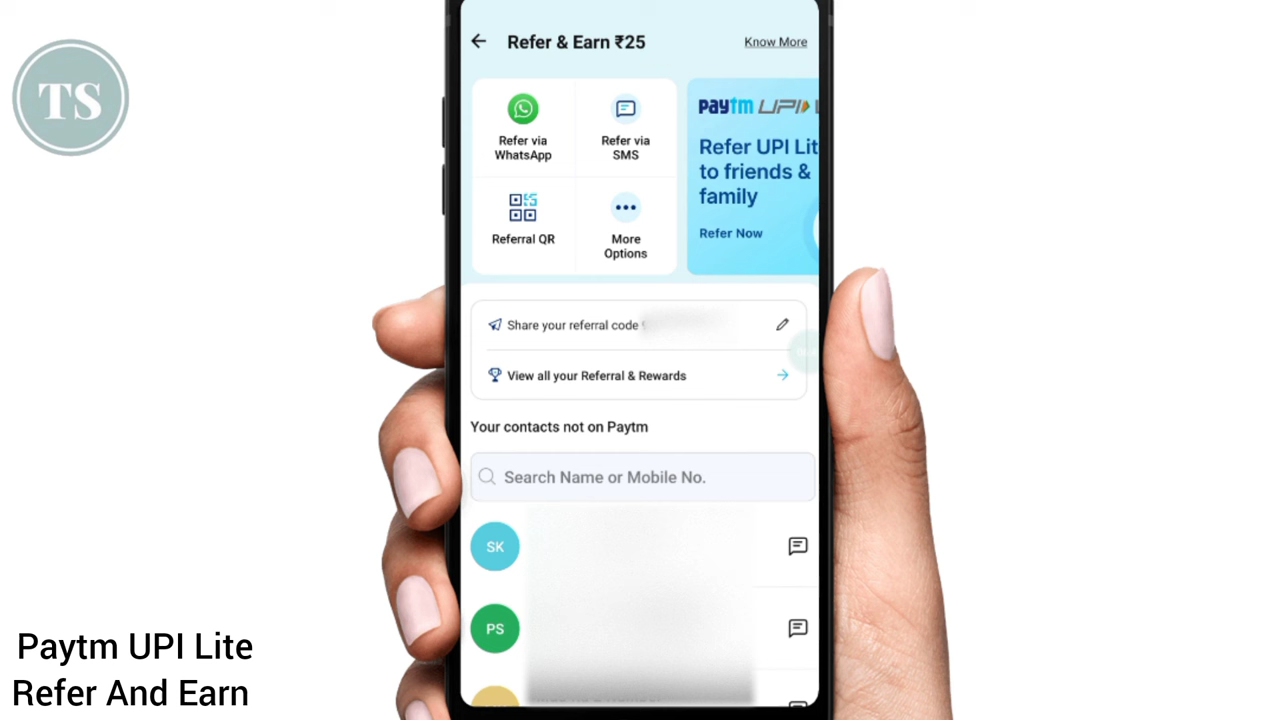 TS
Refer & Earn ₹25
Know More
Refer via
WhatsApp
Refer via
SMS
Referral QR
More
Options
paytm UPI
Refer UPI Lit
to friends &
family
Refer Now
Share your referral code
View all your Referral & Rewards
Your contacts not on Paytm
Search Name or Mobile No.
SK
PS
Paytm UPI Lite
Refer And Earn